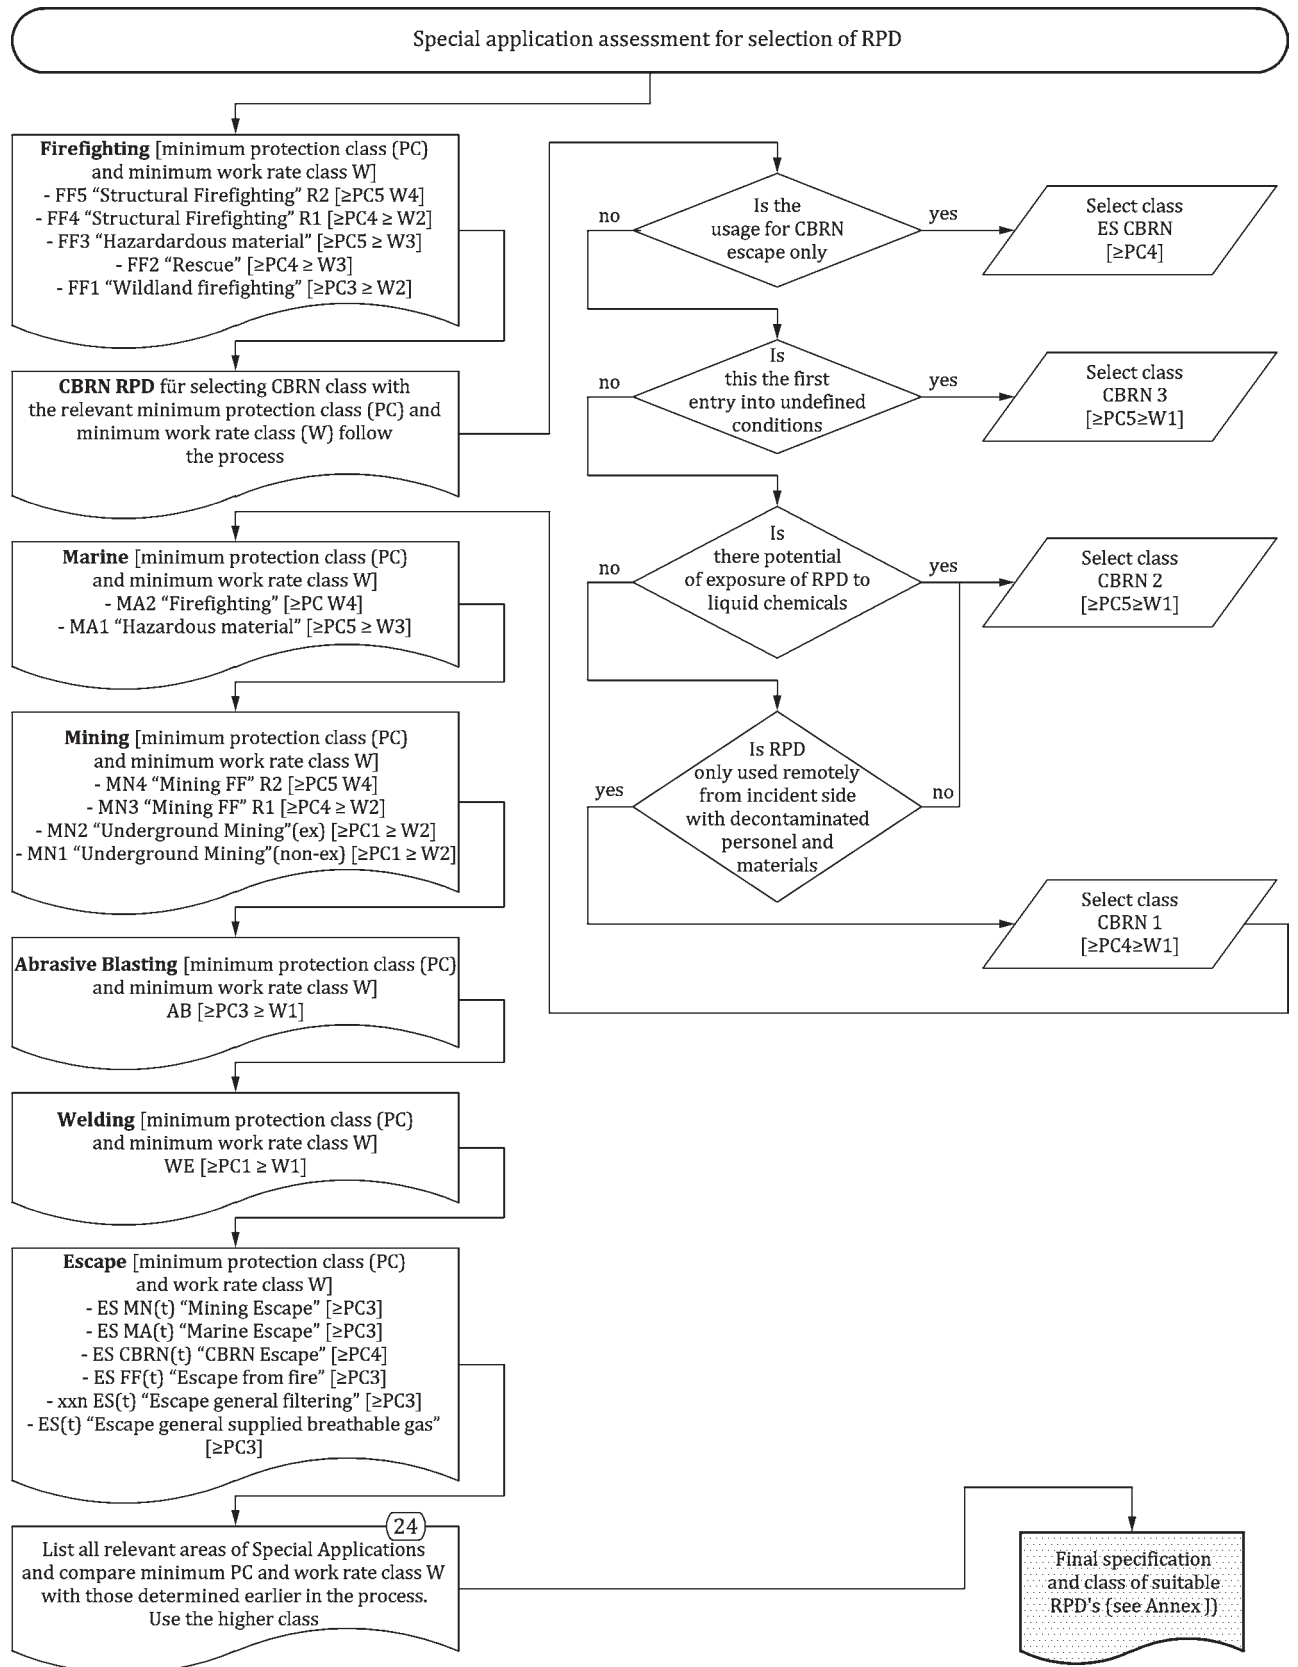 Special application assessment for selection of RPD
Firefighting [minimum protection class (PC)
and minimum work rate class W]
- FF5 “Structural Firefighting” R2 [≥PC5 W4]
- FF4 “Structural Firefighting” R1 [≥PC4 ≥ W2]
- FF3 “Hazardardous material” [≥PC5 ≥ W3]
- FF2 “Rescue” [≥PC4 ≥ W3]
- FF1 “Wildland firefighting” [≥PC3 ≥ W2]
CBRN RPD für selecting CBRN class with
the relevant minimum protection class (PC) and
minimum work rate class (W) follow
the process
no
Is the
usage for CBRN
escape only
yes
Select class
ES CBRN
[≥PC4]
no
Is
this the first
entry into undefined
conditions
yes
Select class
CBRN 3
[≥PC5≥W1]
no
Is
there potential
of exposure of RPD to
liquid chemicals
yes
Select class
CBRN 2
[≥PC5≥W1]
yes
Is RPD
only used remotely
from incident side
with decontaminated
personel and
materials
no
Select class
CBRN 1
[≥PC4≥W1]
Marine [minimum protection class (PC)
and minimum work rate class W]
- MA2 “Firefighting” [≥PC W4]
- MA1 “Hazardous material” [≥PC5 ≥ W3]
Mining [minimum protection class (PC)
and minimum work rate class W]
- MN4 “Mining FF” R2 [≥PC5 W4]
- MN3 “Mining FF” R1 [≥PC4 ≥ W2]
- MN2 “Underground Mining”(ex) [≥PC1 ≥ W2]
- MN1 “Underground Mining”(non-ex) [≥PC1 ≥ W2]
Abrasive Blasting [minimum protection class (PC)
and minimum work rate class W]
AB [≥PC3 ≥ W1]
Welding [minimum protection class (PC)
and minimum work rate class W]
WE [≥PC1 ≥ W1]
Escape [minimum protection class (PC)
and work rate class W]
- ES MN(t) “Mining Escape” [≥PC3]
- ES MA(t) “Marine Escape” [≥PC3]
- ES CBRN(t) “CBRN Escape” [≥PC4]
- ES FF(t) “Escape from fire” [≥PC3]
- xxn ES(t) “Escape general filtering” [≥PC3]
- ES(t) “Escape general supplied breathable gas”
[≥PC3]
24
List all relevant areas of Special Applications
and compare minimum PC and work rate class W
with those determined earlier in the process.
Use the higher class
Final specification
and class of suitable
RPD's (see Annex J)